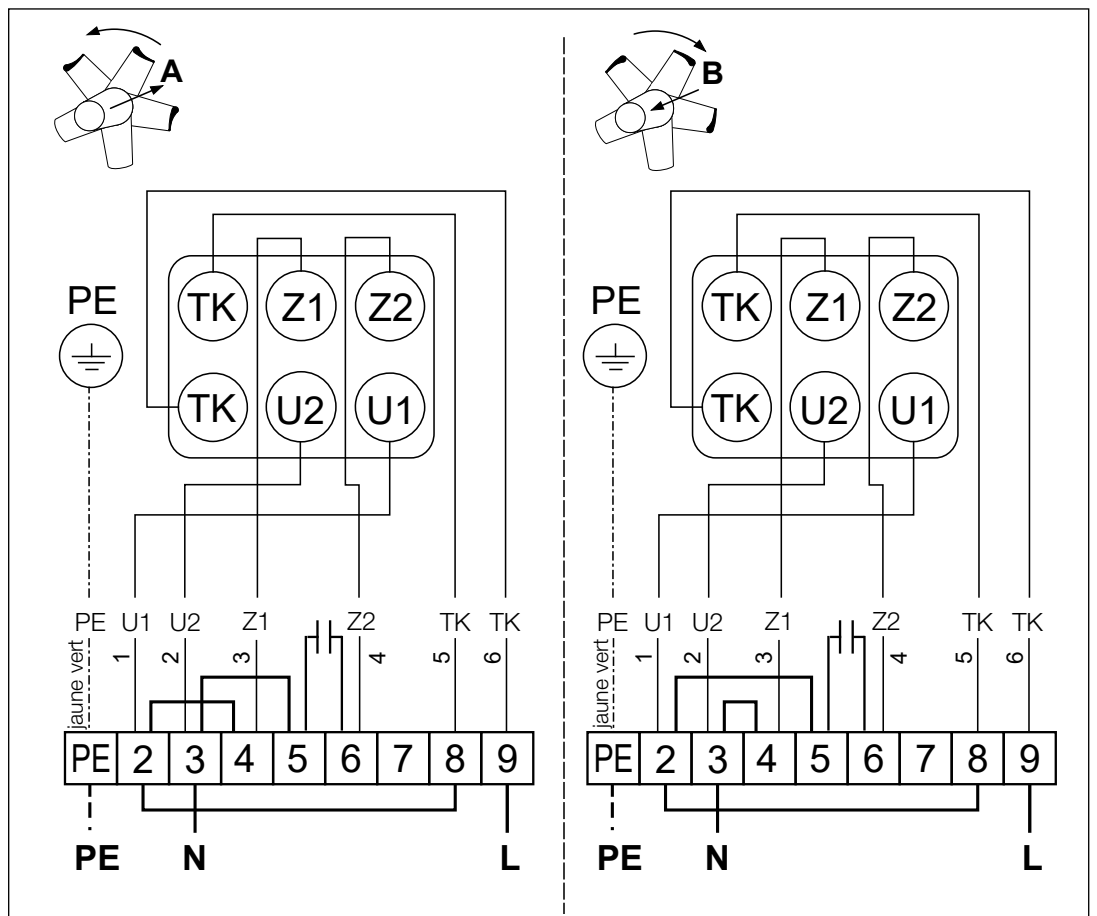 A
PE
TK Z1 Z2
TK U2 U1
PE U1 U2 Z1 Z2 TK TK
jaune vert 1 2 3 4 5 6
PE 2 3 4 5 6 7 8 9
PE N L
B
PE
TK Z1 Z2
TK U2 U1
PE U1 U2 Z1 Z2 TK TK
jaune vert 1 2 3 4 5 6
PE 2 3 4 5 6 7 8 9
PE N L